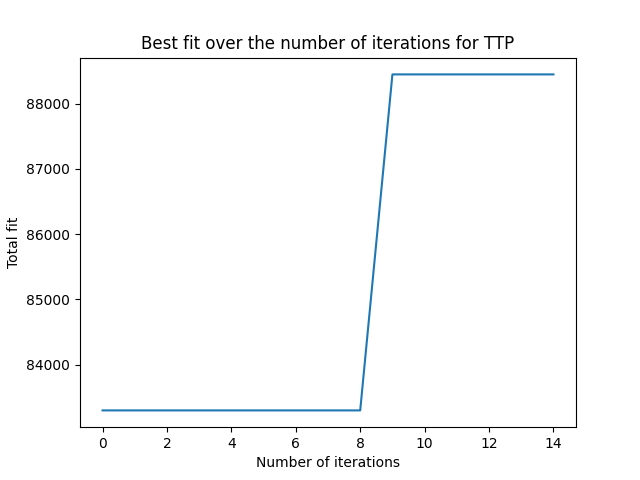 Best fit over the number of iterations for TTP
88000
87000
86000
85000
84000
Total fit
0 2 4 6 8 10 12 14
Number of iterations